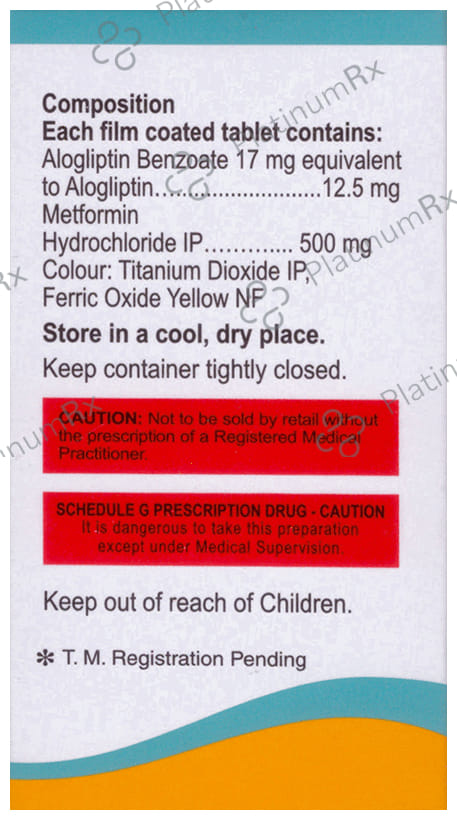 Composition
Each film coated tablet contains:
Alogliptin Benzoate 17 mg equivalent
to Alogliptin...........................12.5 mg
Metformin
Hydrochloride IP............. 500 mg
Colour: Titanium Dioxide IP,
Ferric Oxide Yellow NF
Store in a cool, dry place.
Keep container tightly closed.
CAUTION: Not to be sold by retail without
the prescription of a Registered Medical
Practitioner.
SCHEDULE G PRESCRIPTION DRUG - CAUTION
It is dangerous to take this preparation
except under Medical Supervision.
Keep out of reach of Children.
* T. M. Registration Pending
PlatinumRx
PlatinumRx